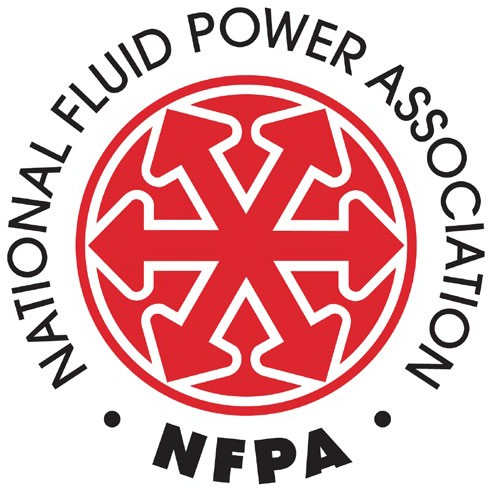 NATIONAL FLUID POWER ASSOCIATION
• NFPA •